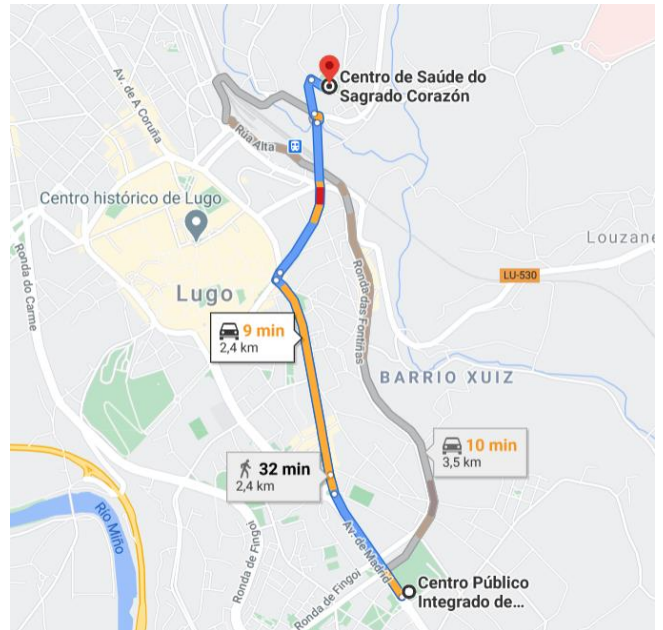 Centro de Saúde do
Sagrado Corazón
Av. de A Coruña
Rúa Alta
Centro histórico de Lugo
Louzane
Ronda do Carme
LU-530
Ronda das Fontiñas
Lugo
9 min
2,4 km
BARRIO XUIZ
10 min
3,5 km
32 min
2,4 km
Río Miño
Av. de Madrid
Ronda de Fingoi
Ronda de Fingoi
Centro Público
Integrado de...